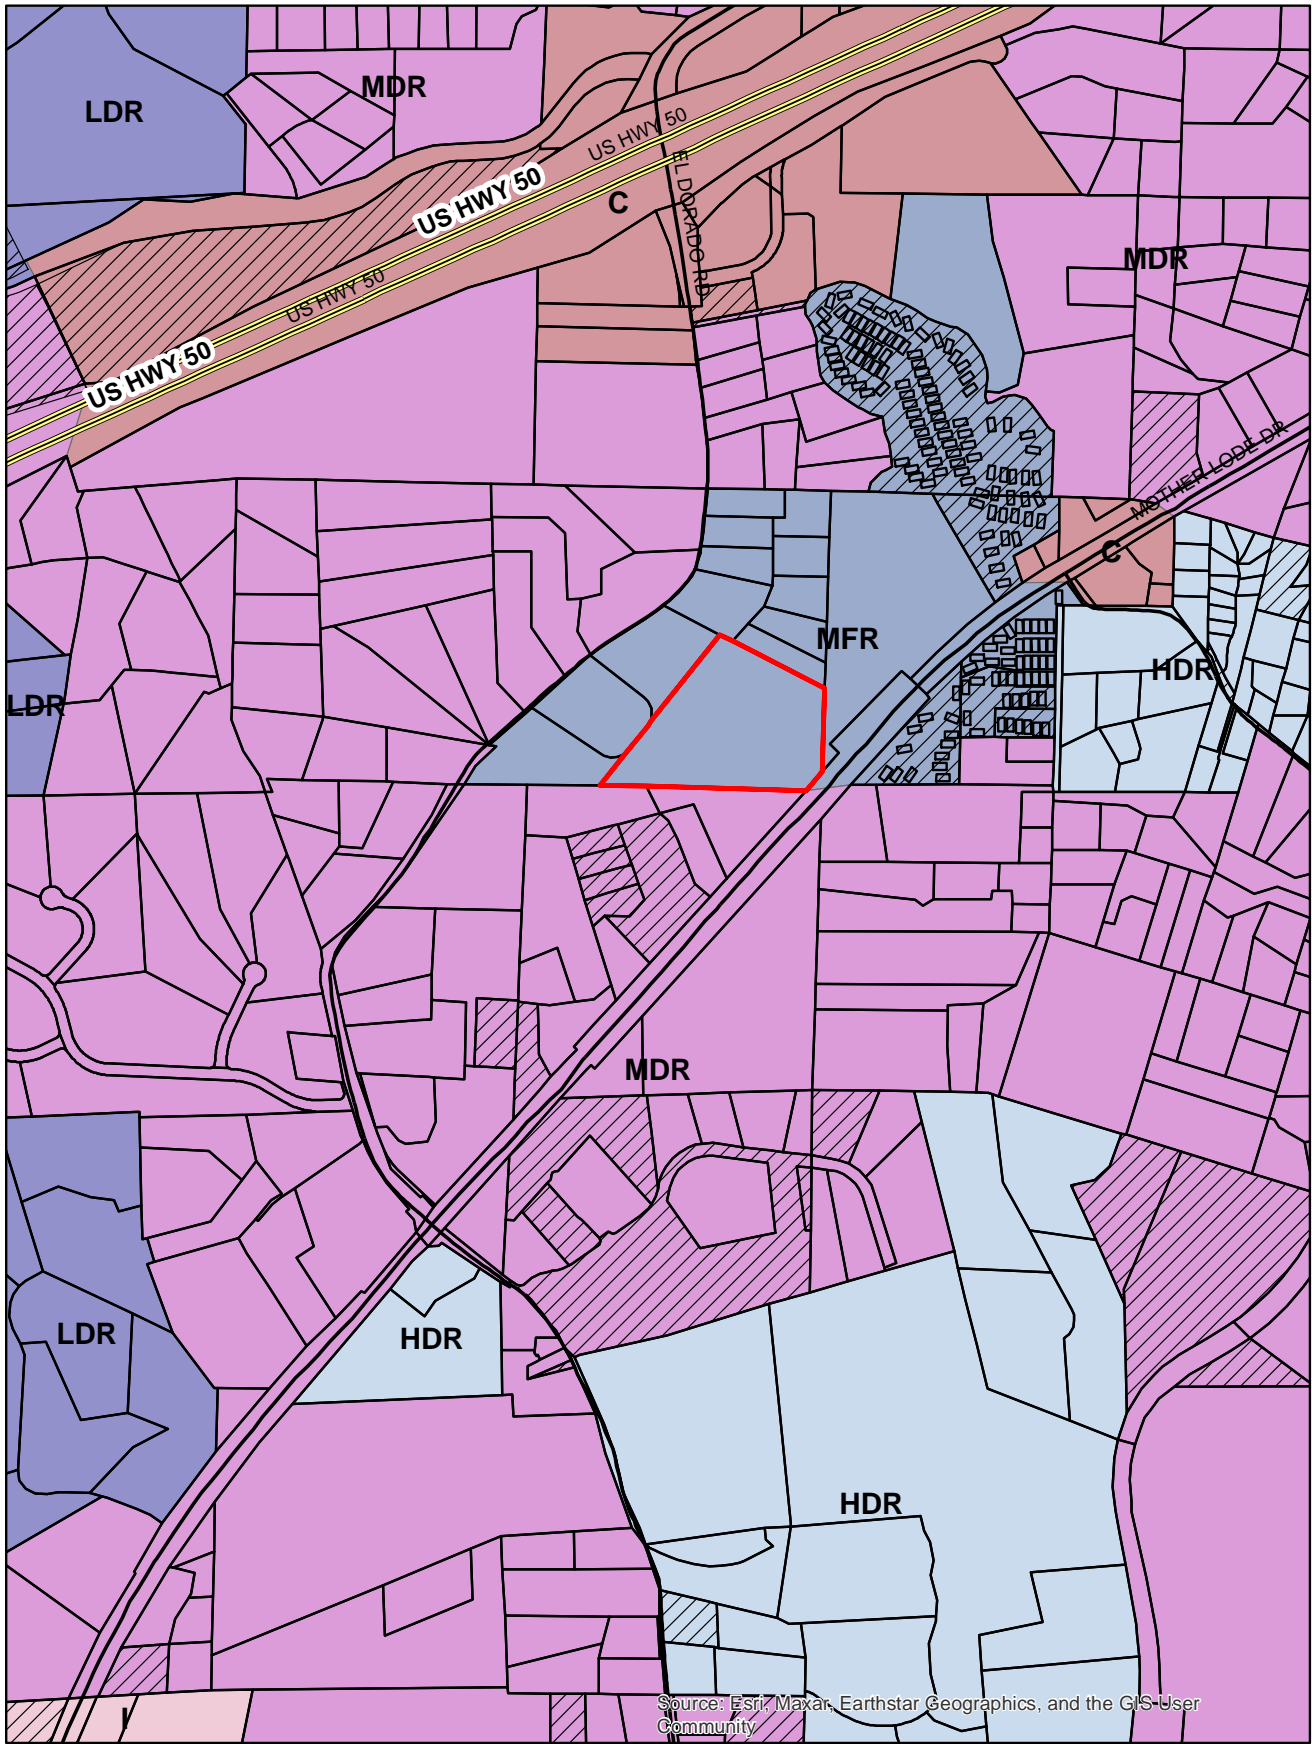 MDR
LDR
US HWY 50
US HWY 50
C
EL DORADO RD
MDR
US HWY 50
US HWY 50
MOTHER LODE DR
C
MFR
HDR
LDR
MDR
LDR
HDR
HDR
I
Source: Esri, Maxar, Earthstar Geographics, and the GIS User
Community